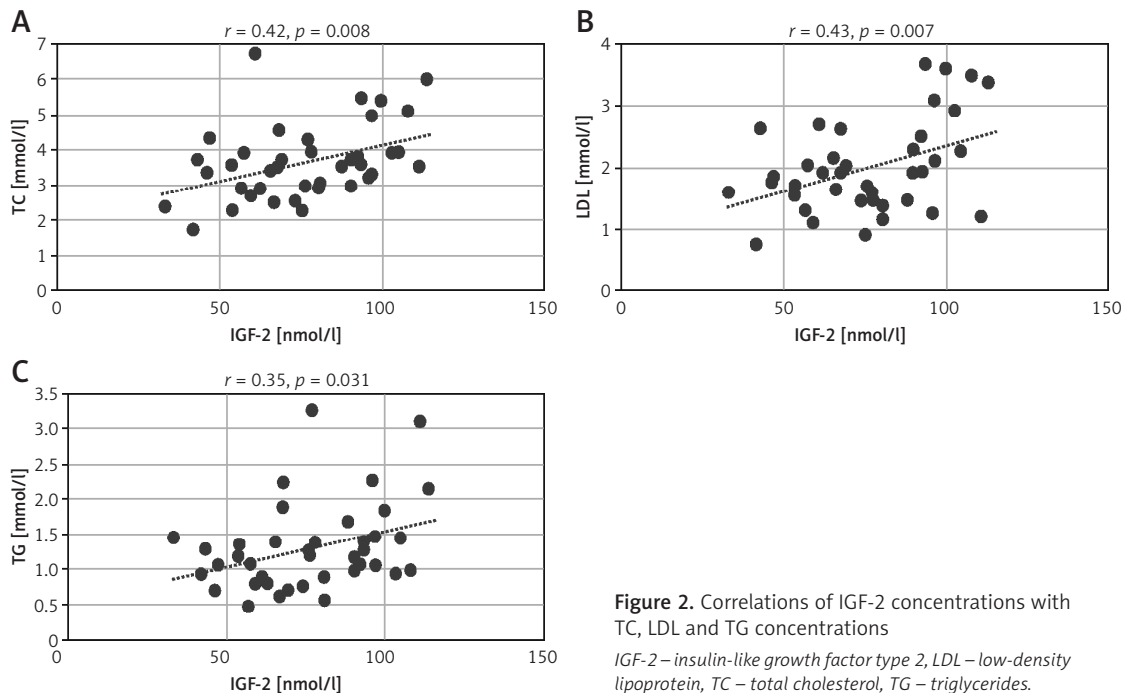 A
r = 0.42, p = 0.008
7
6
5
4
3
2
1
0
TC [mmol/l]
0 50 100 150
IGF-2 [nmol/l]
B
r = 0.43, p = 0.007
4
3
2
1
0
LDL [mmol/l]
0 50 100 150
IGF-2 [nmol/l]
C
r = 0.35, p = 0.031
3.5
3.0
2.5
2.0
1.5
1.0
0.5
0
TG [mmol/l]
0 50 100 150
IGF-2 [nmol/l]
Figure 2. Correlations of IGF-2 concentrations with
TC, LDL and TG concentrations
IGF-2 – insulin-like growth factor type 2, LDL – low-density
lipoprotein, TC – total cholesterol, TG – triglycerides.